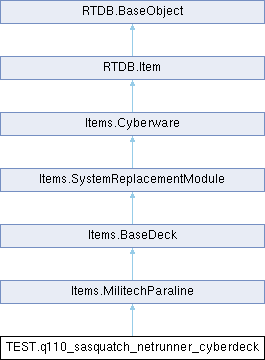 RTDB.BaseObject
RTDB.Item
Items.Cyberware
Items.SystemReplacementModule
Items.BaseDeck
Items.MilitechParaline
TEST.q110_sasquatch_netrunner_cyberdeck